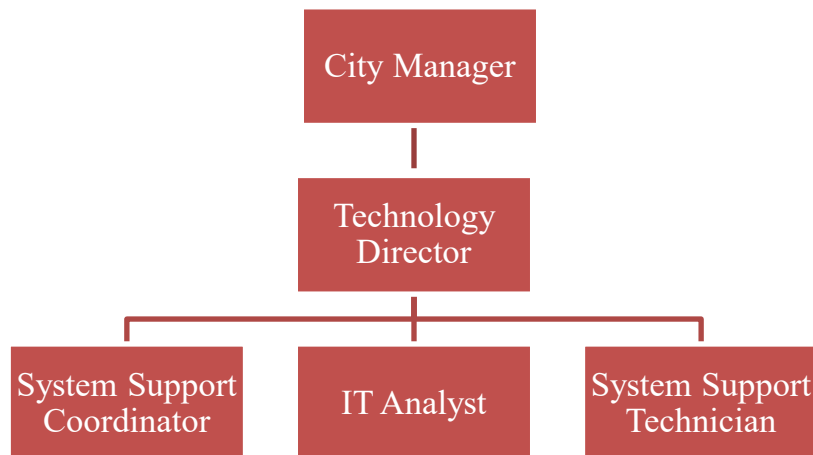 City Manager
Technology
Director
System Support
Coordinator
IT Analyst
System Support
Technician